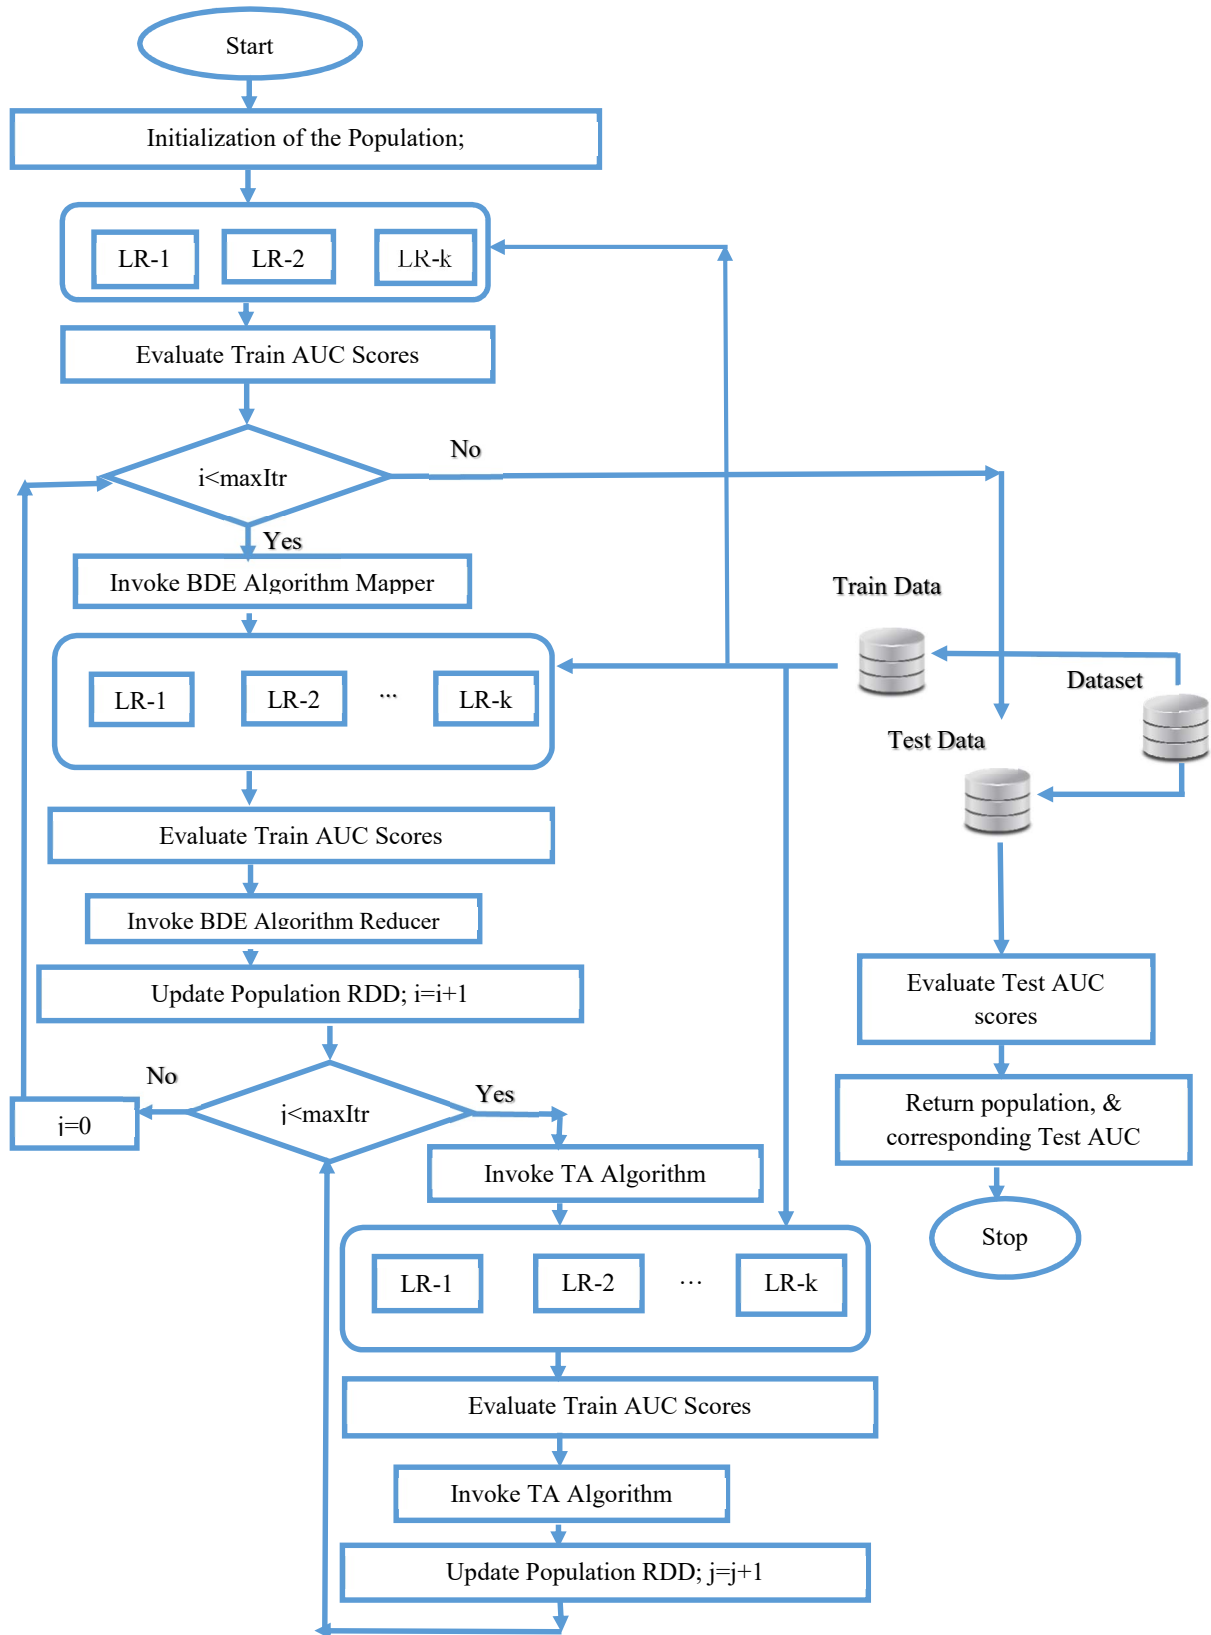 Start
Initialization of the Population;
LR-1
LR-2
LR-k
Evaluate Train AUC Scores
i<maxItr
No
Yes
Invoke BDE Algorithm Mapper
LR-1
LR-2
...
LR-k
Evaluate Train AUC Scores
Invoke BDE Algorithm Reducer
Update Population RDD; i=i+1
j<maxItr
No
j=0
Yes
Invoke TA Algorithm
LR-1
LR-2
...
LR-k
Evaluate Train AUC Scores
Invoke TA Algorithm
Update Population RDD; j=j+1
Train Data
Dataset
Test Data
Evaluate Test AUC
scores
Return population, &
corresponding Test AUC
Stop